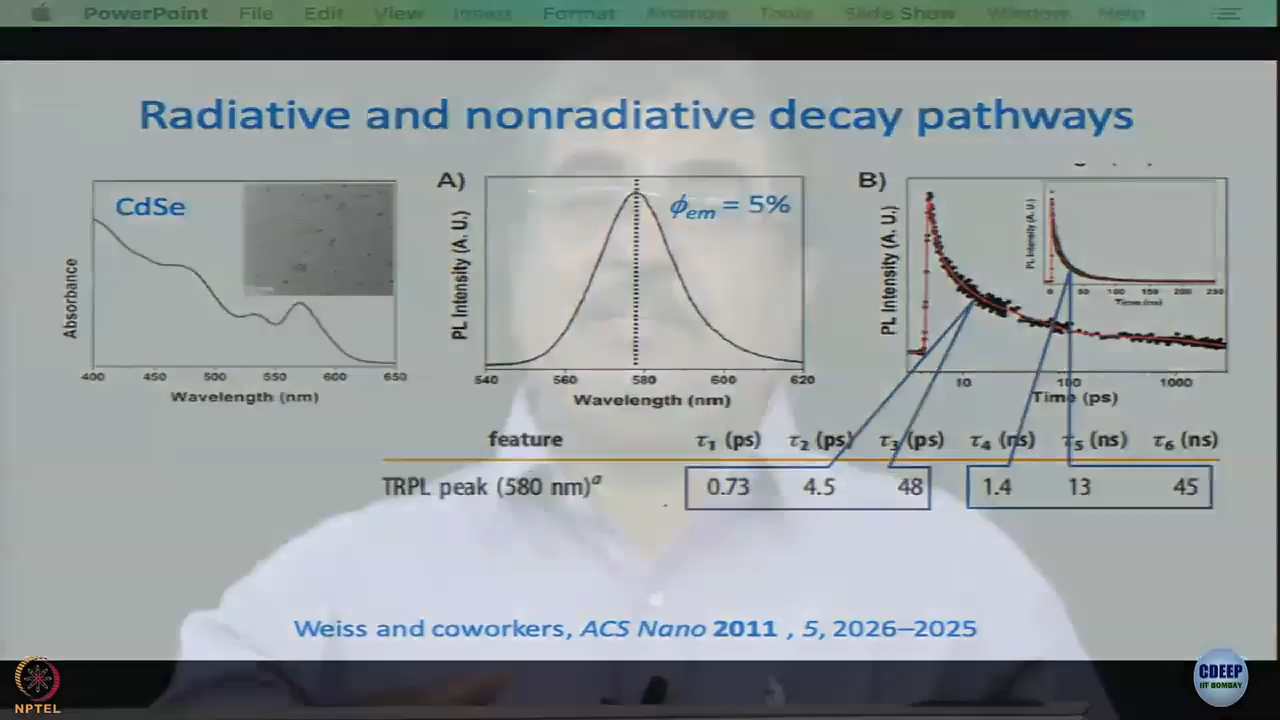 PowerPoint File Edit View Insert Format Arrange Tools Slide Show Window Help
Radiative and nonradiative decay pathways
CdSe
Absorbance
400 450 500 550 600 650
Wavelength (nm)
A)
ϕem = 5%
PL Intensity (A. U.)
540 560 580 600 620
Wavelength (nm)
B)
PL Intensity (A. U.)
PL Intensity (A. U.)
0 50 100 150 200 250
Time (ns)
10 100 1000
Time (ps)
feature τ1 (ps) τ2 (ps) τ3 (ps) τ4 (ns) τ5 (ns) τ6 (ns)
TRPL peak (580 nm)a 0.73 4.5 48 1.4 13 45
Weiss and coworkers, ACS Nano 2011 , 5, 2026–2025
NPTEL
CDEEP
IIT BOMBAY